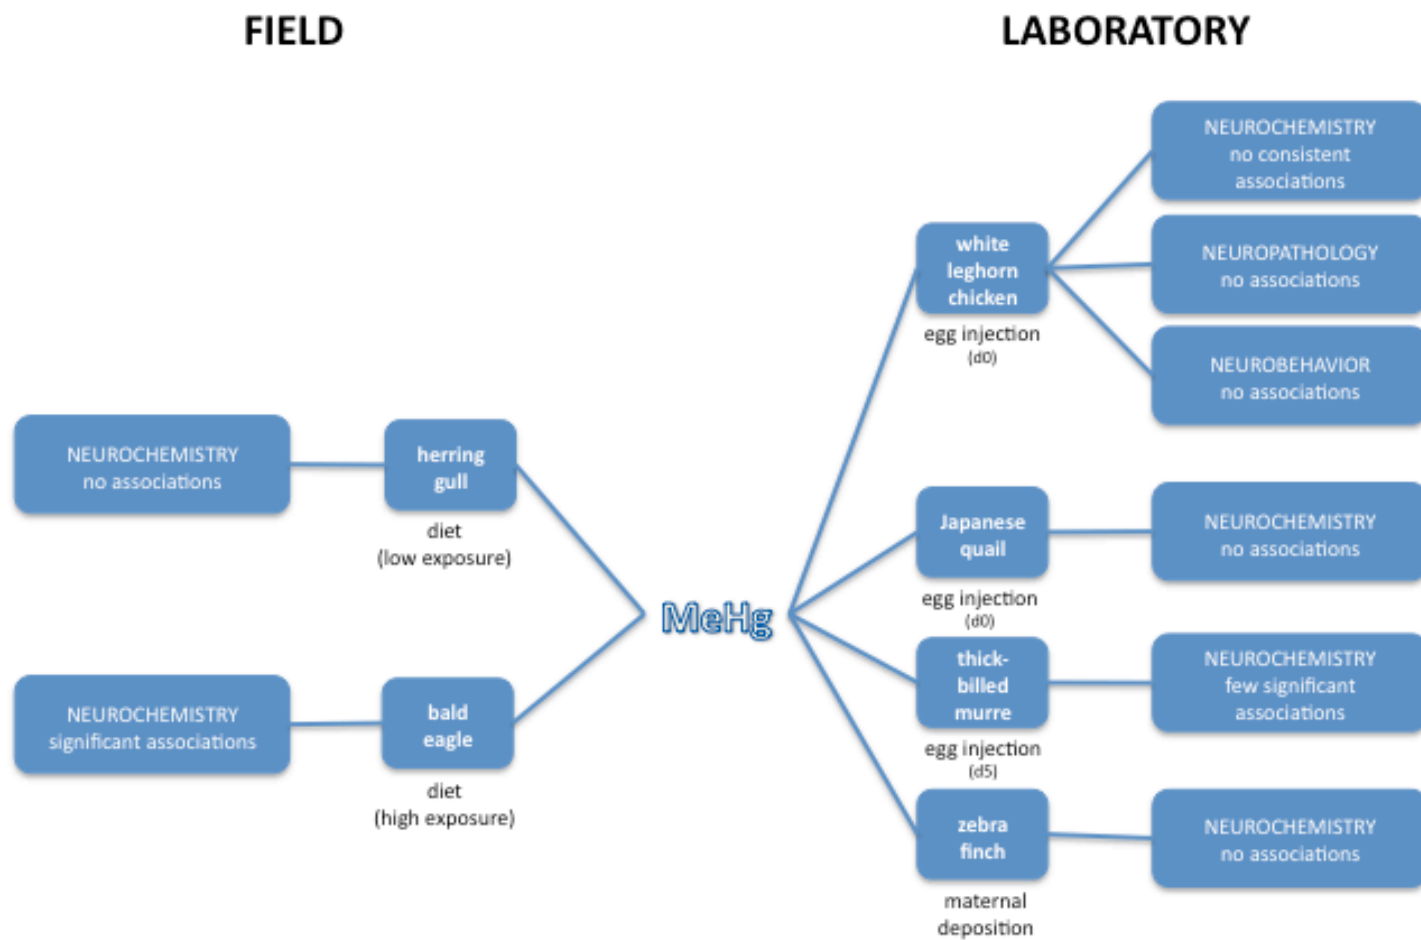 FIELD
LABORATORY
NEUROCHEMISTRY
no associations
herring
gull
diet
(low exposure)
NEUROCHEMISTRY
significant associations
bald
eagle
diet
(high exposure)
MeHg
white
leghorn
chicken
egg injection
(d0)
NEUROCHEMISTRY
no consistent
associations
NEUROPATHOLOGY
no associations
NEUROBEHAVIOR
no associations
Japanese
quail
egg injection
(d0)
NEUROCHEMISTRY
no associations
thick-
billed
murre
egg injection
(d5)
NEUROCHEMISTRY
few significant
associations
zebra
finch
maternal
deposition
NEUROCHEMISTRY
no associations